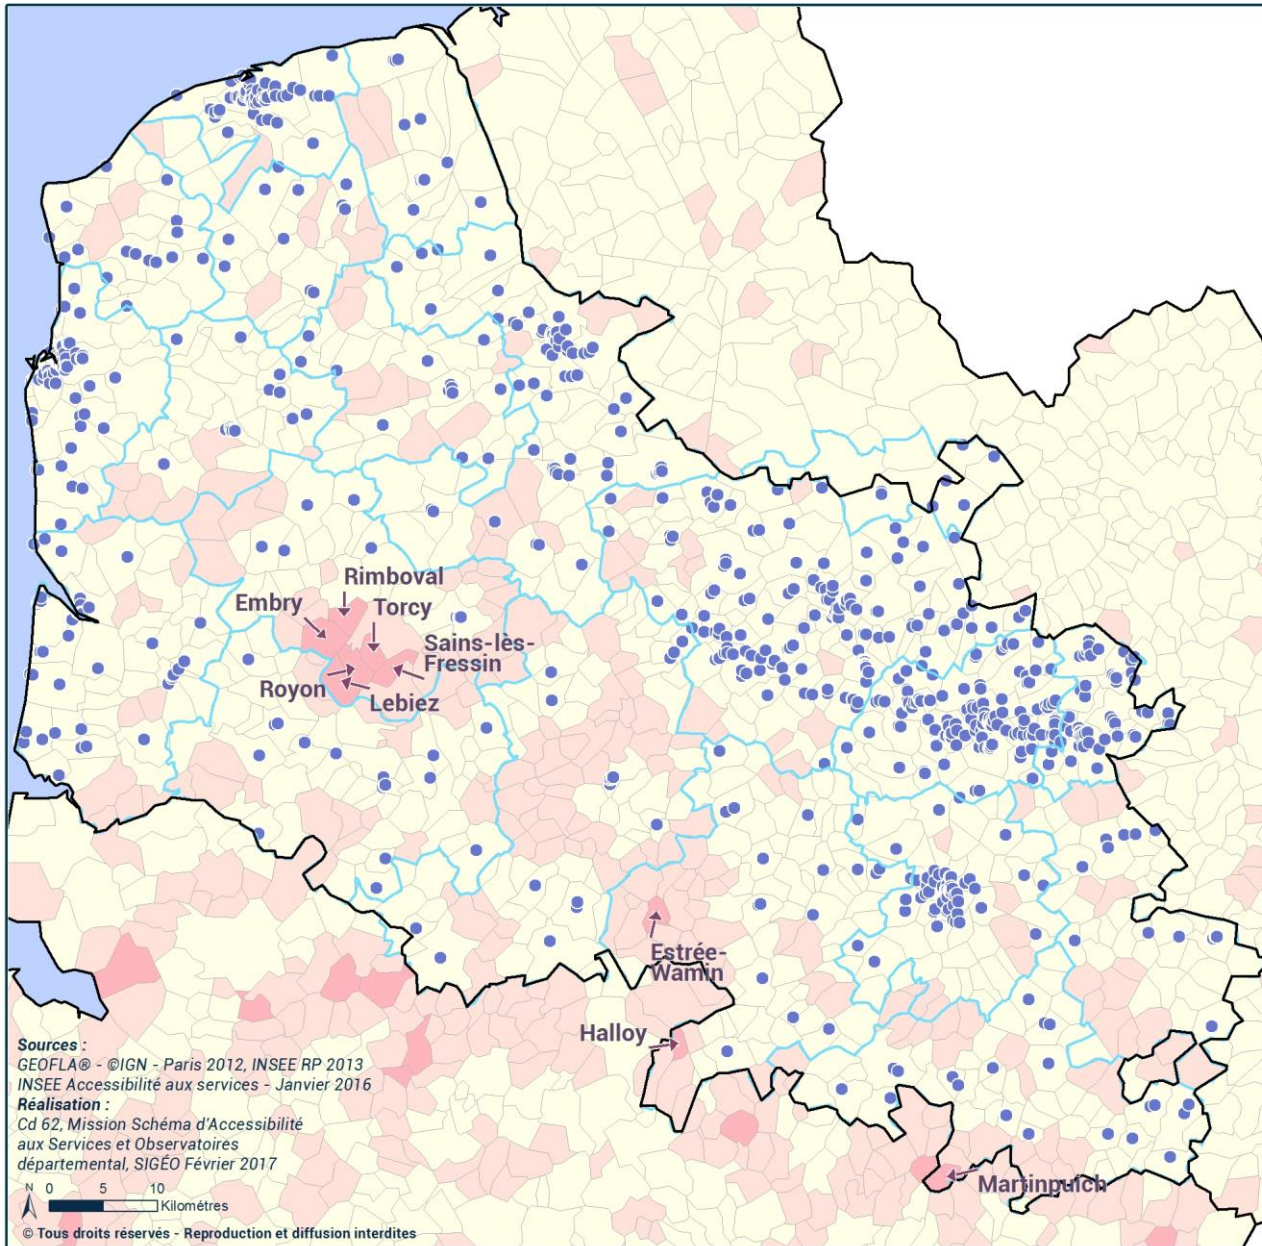 Rimboval
Embry
Torcy
Sains-lès-
Fressin
Royon
Lebiez
Estrée-
Wamin
Halloy
Martinpuich
Sources :
GEOFLA® - ©IGN - Paris 2012, INSEE RP 2013
INSEE Accessibilité aux services - Janvier 2016
Réalisation :
Cd 62, Mission Schéma d'Accessibilité
aux Services et Observatoires
départemental, SIGÉO Février 2017
N 0 5 10
Kilométres
© Tous droits réservés - Reproduction et diffusion interdites